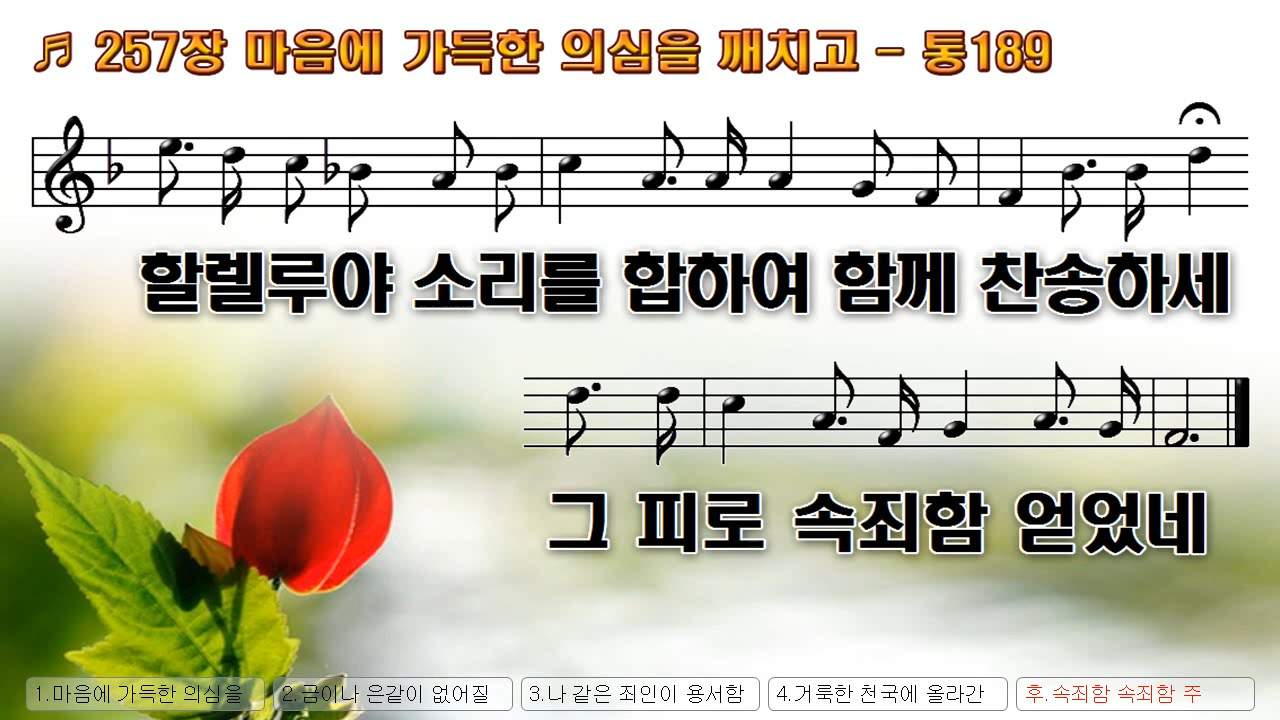 257장 마음에 가득한 의심을 깨치고 - 통189
할렐루야 소리를 합하여 함께 찬송하세
그 피로 속죄함 얻었네
1.마음에 가득한 의심을 2.금이나 은같이 없어질 3.나 같은 죄인이 용서함 4.거룩한 천국에 올라간 후.속죄함 속죄함 주